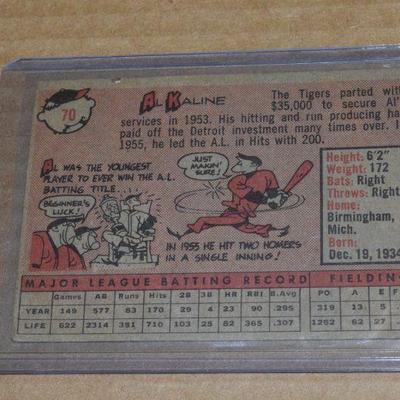 70
AL KALINE
The Tigers parted with
$35,000 to secure Al'
services in 1953. His hitting and run producing ha
paid off the Detroit investment many times over. I
1955, he led the A.L. in Hits with 200.
AL WAS THE YOUNGEST
PLAYER TO EVER WIN THE A.L.
BATTING TITLE...
BEGINNER'S
LUCK!
JUST
MAKIN'
SURE!
IN 1955 HE HIT TWO HOMERS
IN A SINGLE INNING!
Height: 6'2"
Weight: 172
Bats: Right
Throws: Right
Home:
Birmingham,
Mich.
Born:
Dec. 19, 1934
MAJOR LEAGUE BATTING RECORD FIELDING
Games AB Runs Hits 2B 3B HR RBI B.Avg PO A E F
YEAR 149 577 83 170 29 4 23 90 .295 319 13 5
LIFE 622 2314 391 710 103 25 82 365 .307 1252 62